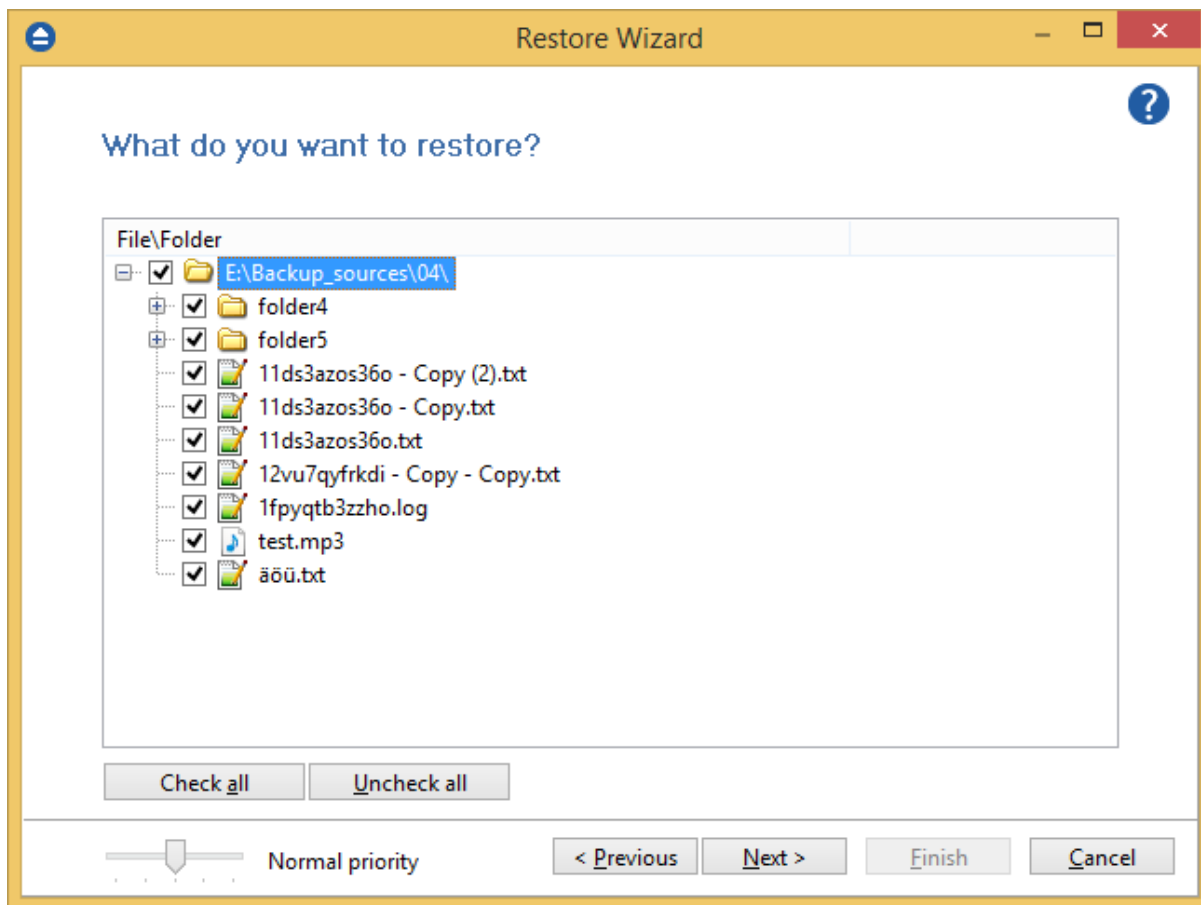 Restore Wizard
What do you want to restore?
File\Folder
E:\Backup_sources\04\
folder4
folder5
11ds3azos36o - Copy (2).txt
11ds3azos36o - Copy.txt
11ds3azos36o.txt
12vu7qyfrkdi - Copy - Copy.txt
1fpyqtb3zzho.log
test.mp3
äöü.txt
Check all Uncheck all
Normal priority < Previous Next > Finish Cancel